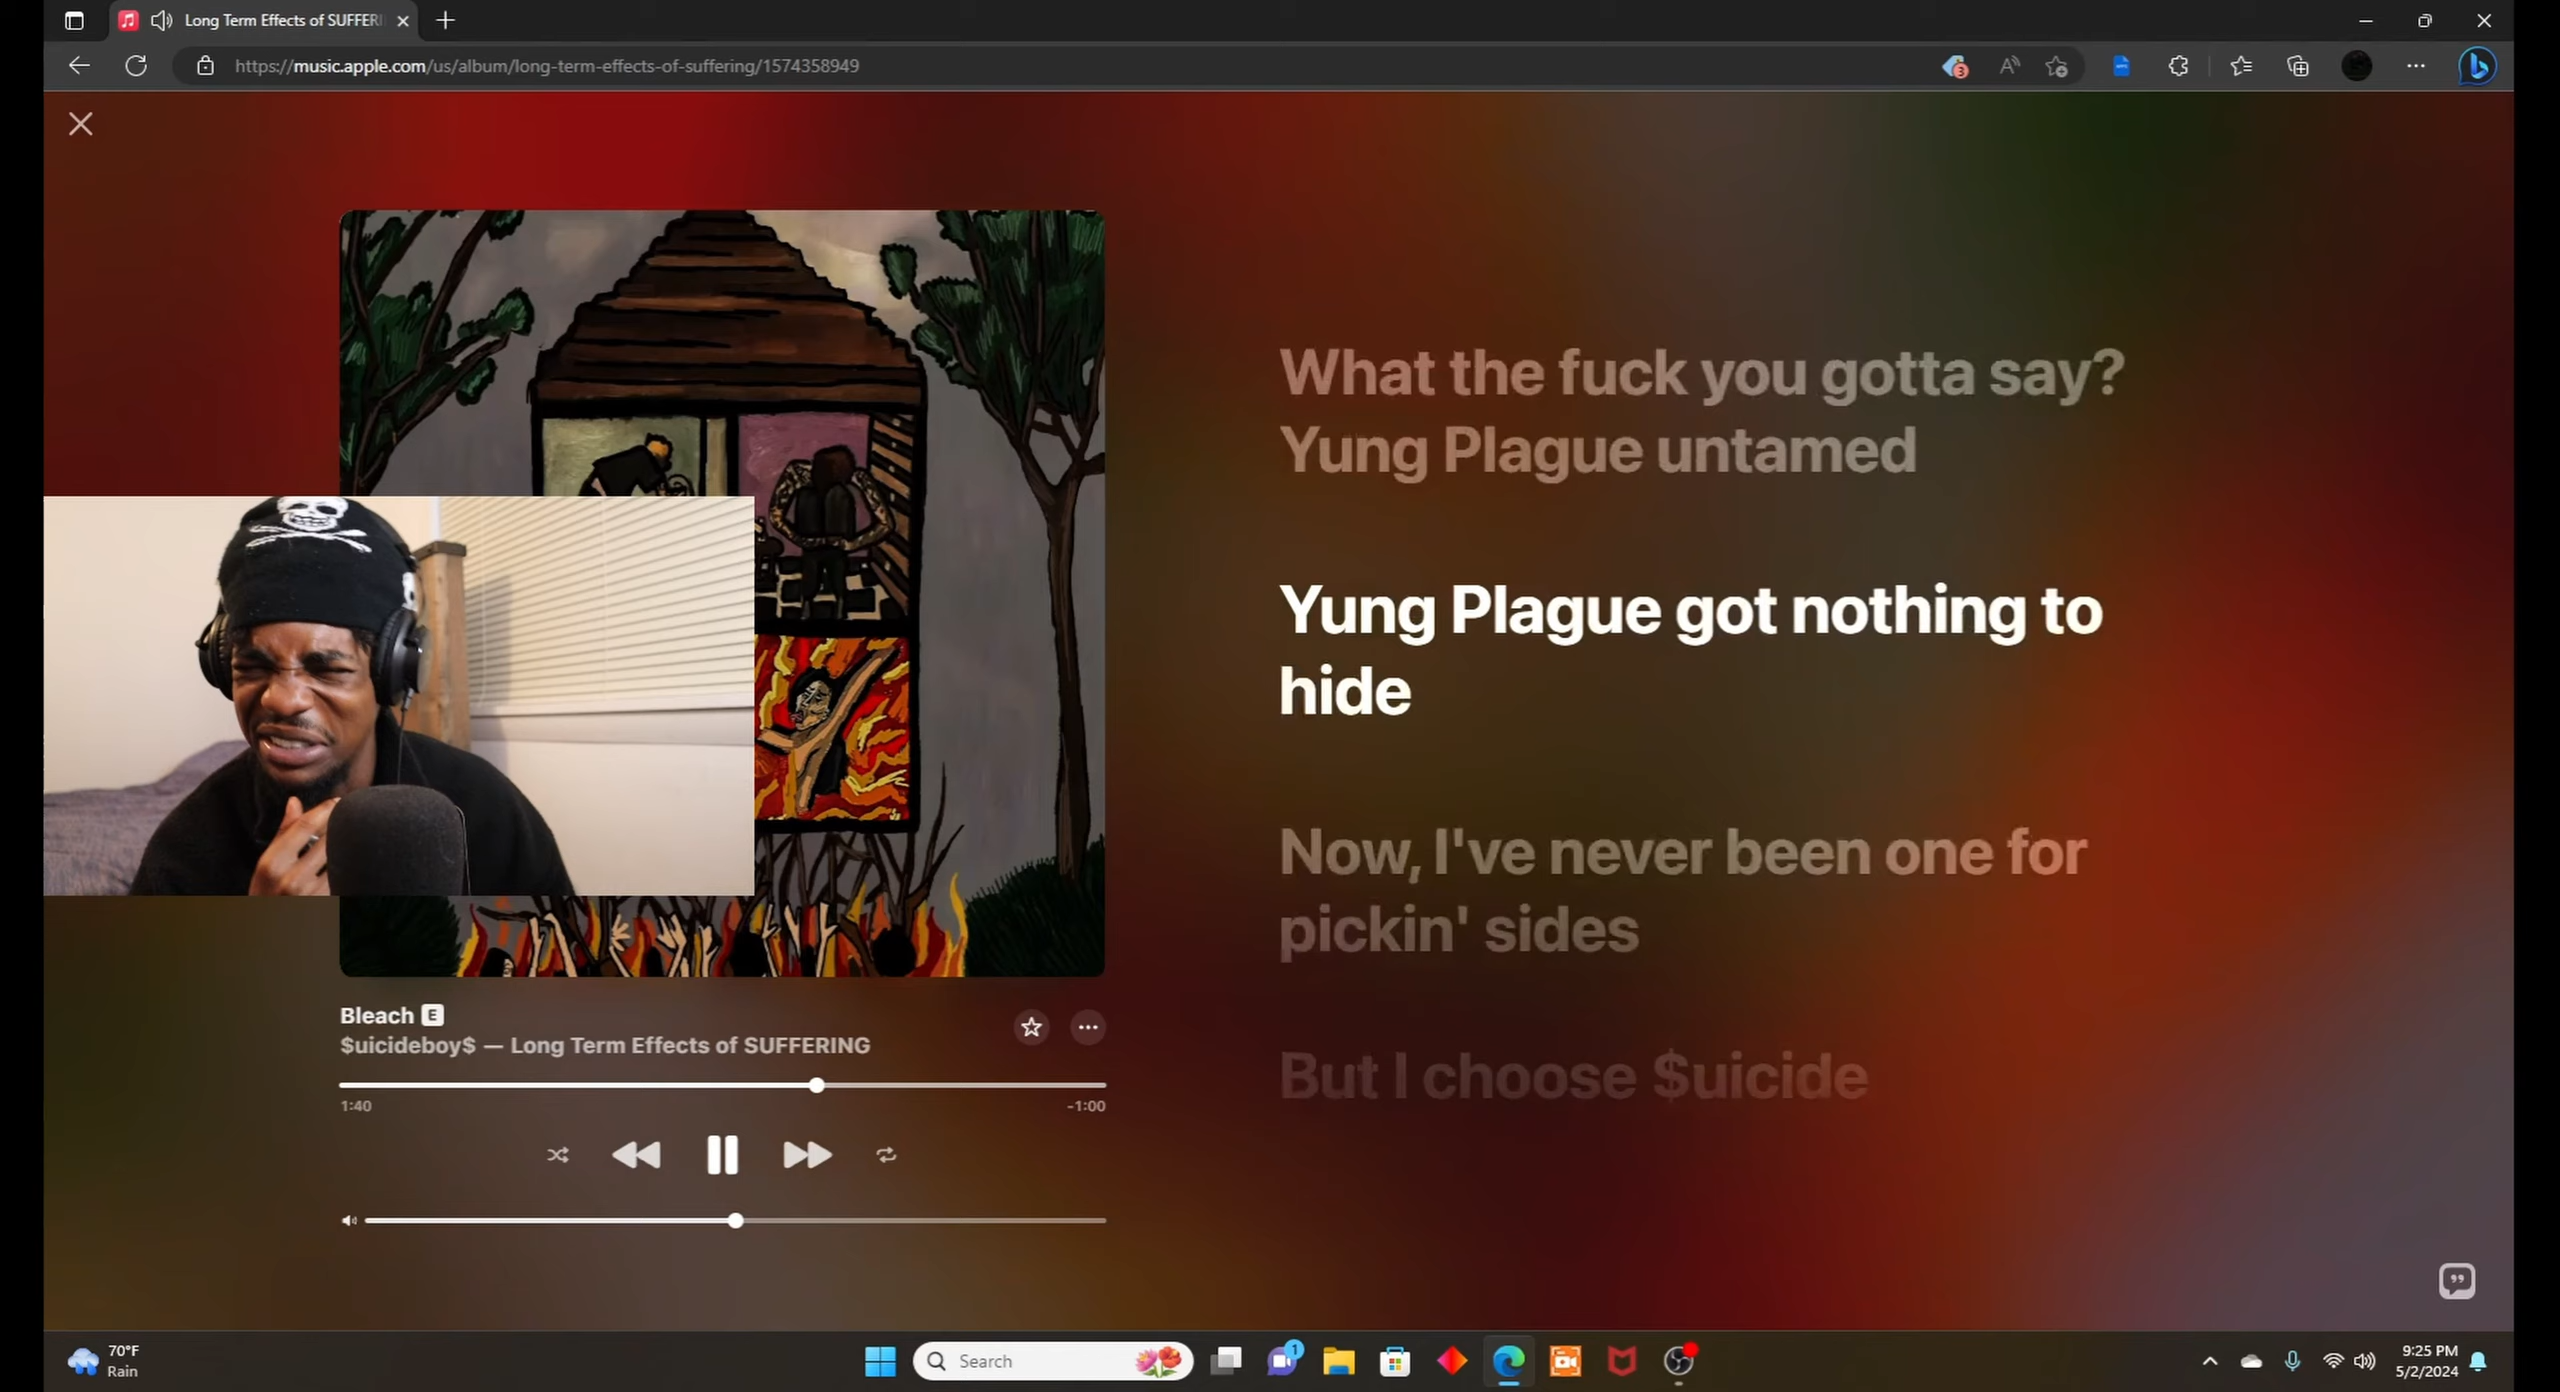 Long Term Effects of SUFFERI
https://music.apple.com/us/album/long-term-effects-of-suffering/1574358949
3
What the fuck you gotta say?
Yung Plague untamed
Yung Plague got nothing to
hide
Now, I've never been one for
pickin' sides
But I choose $uicide
Bleach E
$uicideboy$ — Long Term Effects of SUFFERING
1:40
-1:00
70°F
Rain
Search
1
9:25 PM
5/2/2024